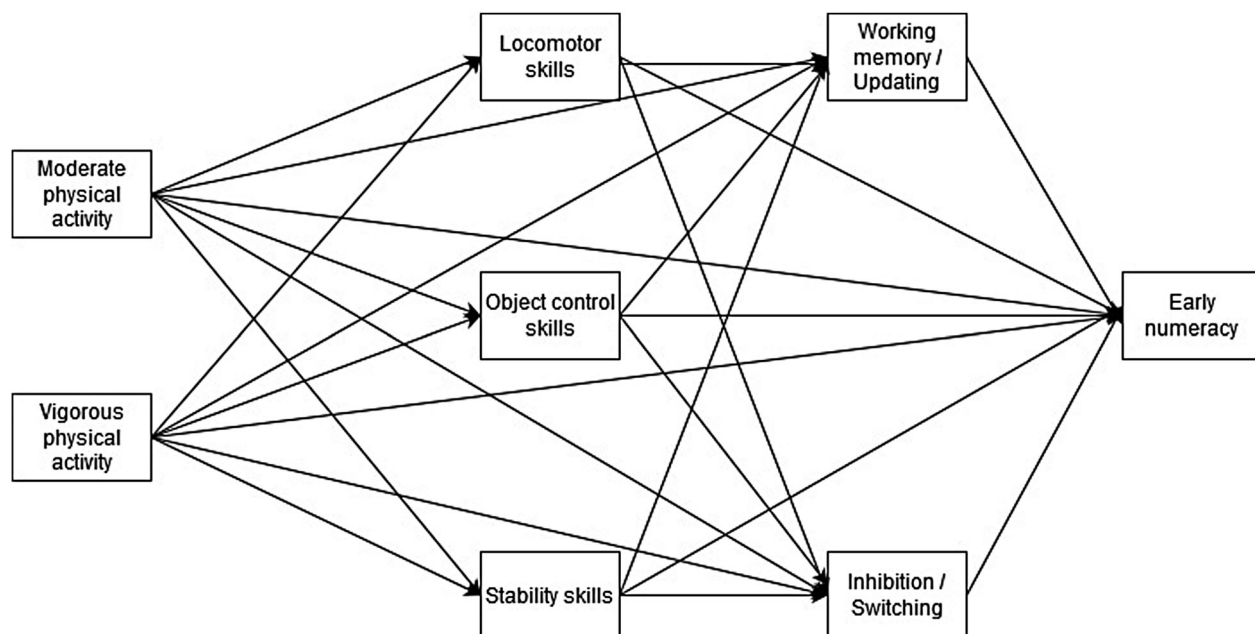 Locomotor
skills
Working
memory /
Updating
Moderate
physical
activity
Object control
skills
Early
numeracy
Vigorous
physical
activity
Stability skills
Inhibition /
Switching